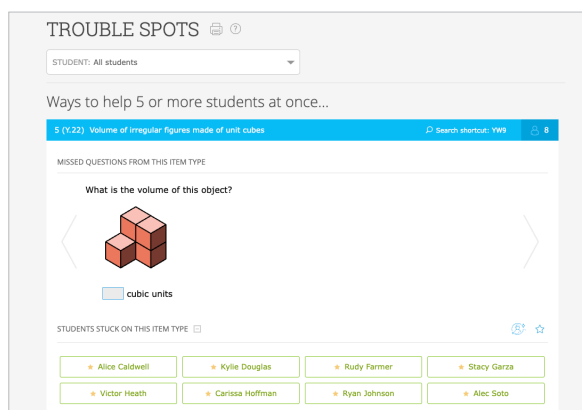 TROUBLE SPOTS
STUDENT: All students
Ways to help 5 or more students at once...
5 (Y.22) Volume of irregular figures made of unit cubes Search shortcut: YW9 8
MISSED QUESTIONS FROM THIS ITEM TYPE
What is the volume of this object?
cubic units
STUDENTS STUCK ON THIS ITEM TYPE
Alice Caldwell Kylie Douglas Rudy Farmer Stacy Garza
Victor Heath Carissa Hoffman Ryan Johnson Alec Soto